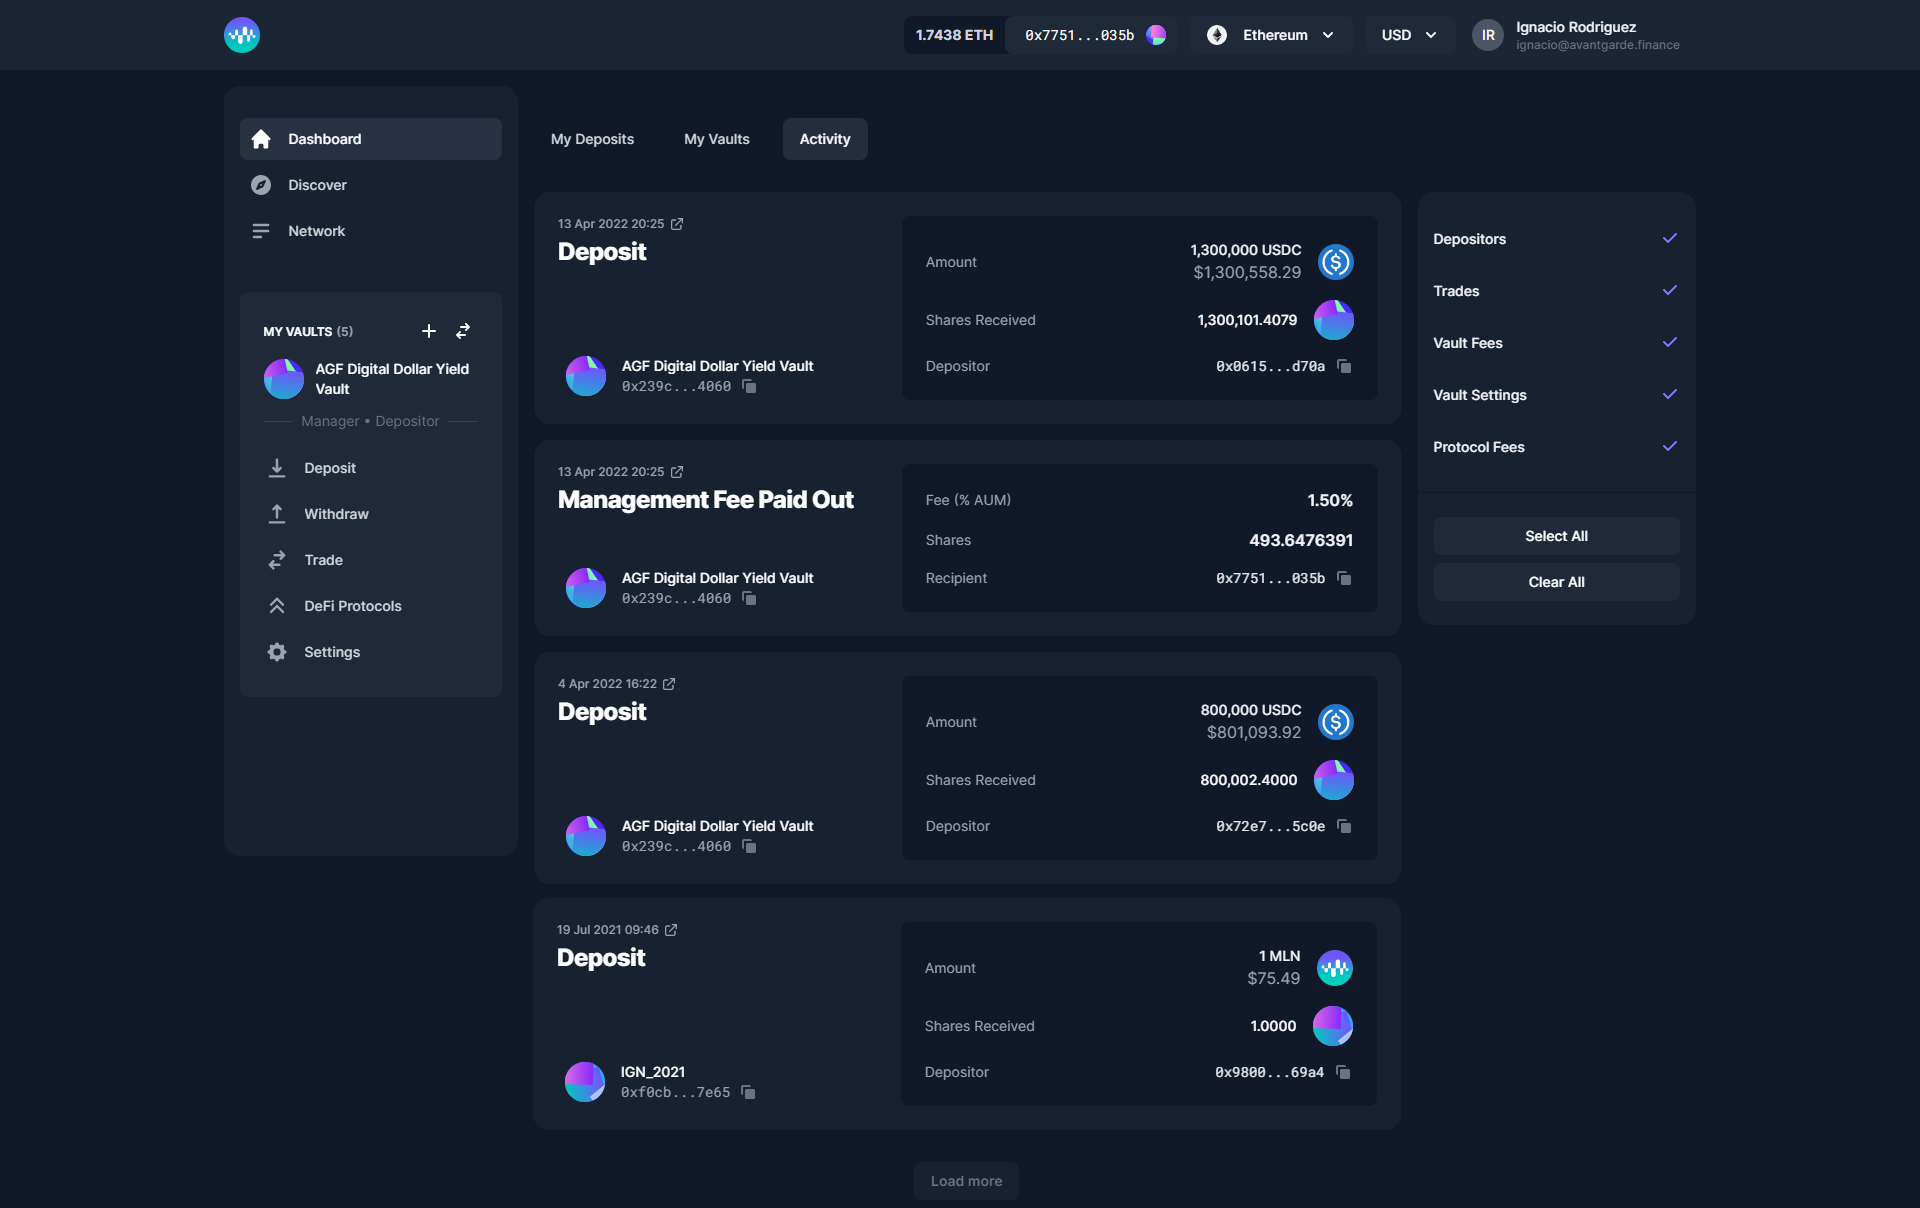 1.7438 ETH
0x7751...035b
Ethereum
USD
IR
Ignacio Rodriguez
ignacio@avantgarde.finance
Dashboard
Discover
Network
MY VAULTS (5)
AGF Digital Dollar Yield
Vault
Manager • Depositor
Deposit
Withdraw
Trade
DeFi Protocols
Settings
My Deposits
My Vaults
Activity
13 Apr 2022 20:25
Deposit
AGF Digital Dollar Yield Vault
0x239c...4060
Amount
1,300,000 USDC
$1,300,558.29
Shares Received
1,300,101.4079
Depositor
0x0615...d70a
13 Apr 2022 20:25
Management Fee Paid Out
AGF Digital Dollar Yield Vault
0x239c...4060
Fee (% AUM)
1.50%
Shares
493.6476391
Recipient
0x7751...035b
4 Apr 2022 16:22
Deposit
AGF Digital Dollar Yield Vault
0x239c...4060
Amount
800,000 USDC
$801,093.92
Shares Received
800,002.4000
Depositor
0x72e7...5c0e
19 Jul 2021 09:46
Deposit
IGN_2021
0xf0cb...7e65
Amount
1 MLN
$75.49
Shares Received
1.0000
Depositor
0x9800...69a4
Load more
Depositors
Trades
Vault Fees
Vault Settings
Protocol Fees
Select All
Clear All